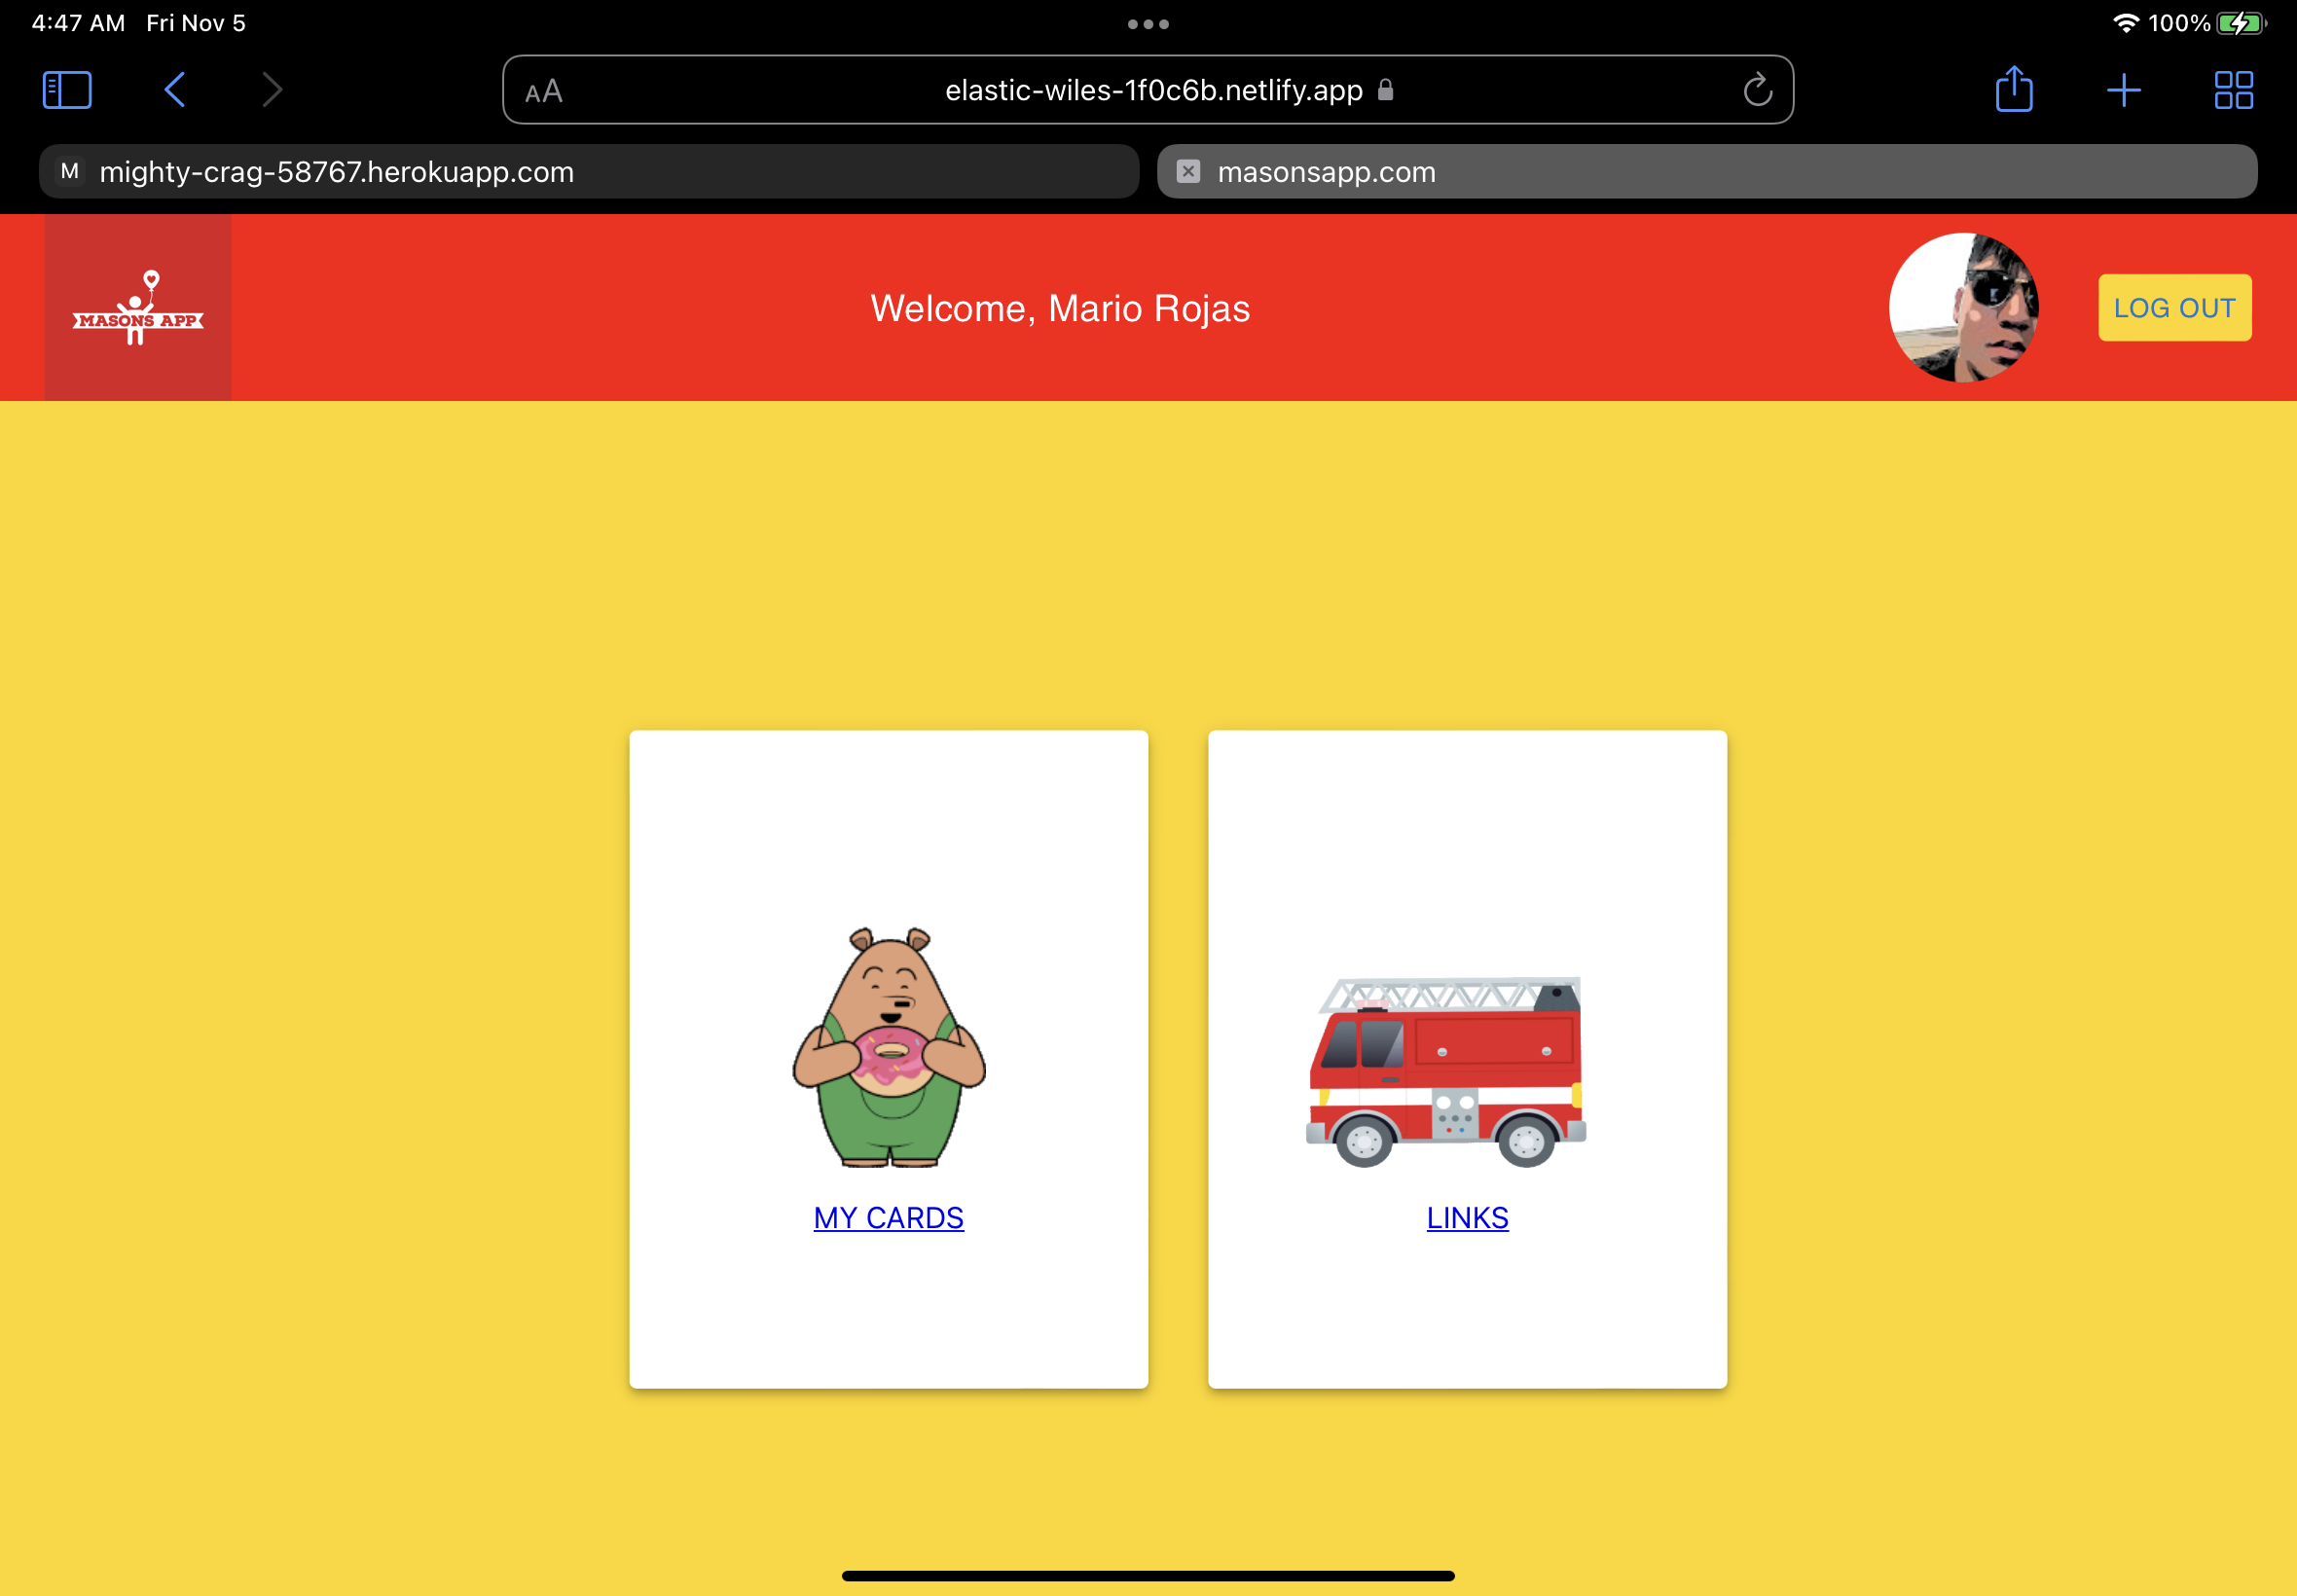 4:47 AM Fri Nov 5
100%
AA elastic-wiles-1f0c6b.netlify.app
M mighty-crag-58767.herokuapp.com
masonsapp.com
MASONS APP
Welcome, Mario Rojas
LOG OUT
MY CARDS
LINKS